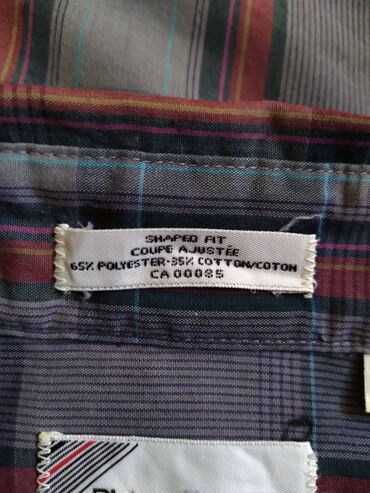 SHAPED FIT
COUPE AJUSTÉE
65% POLYESTER-35% COTTON/COTON
CA00085